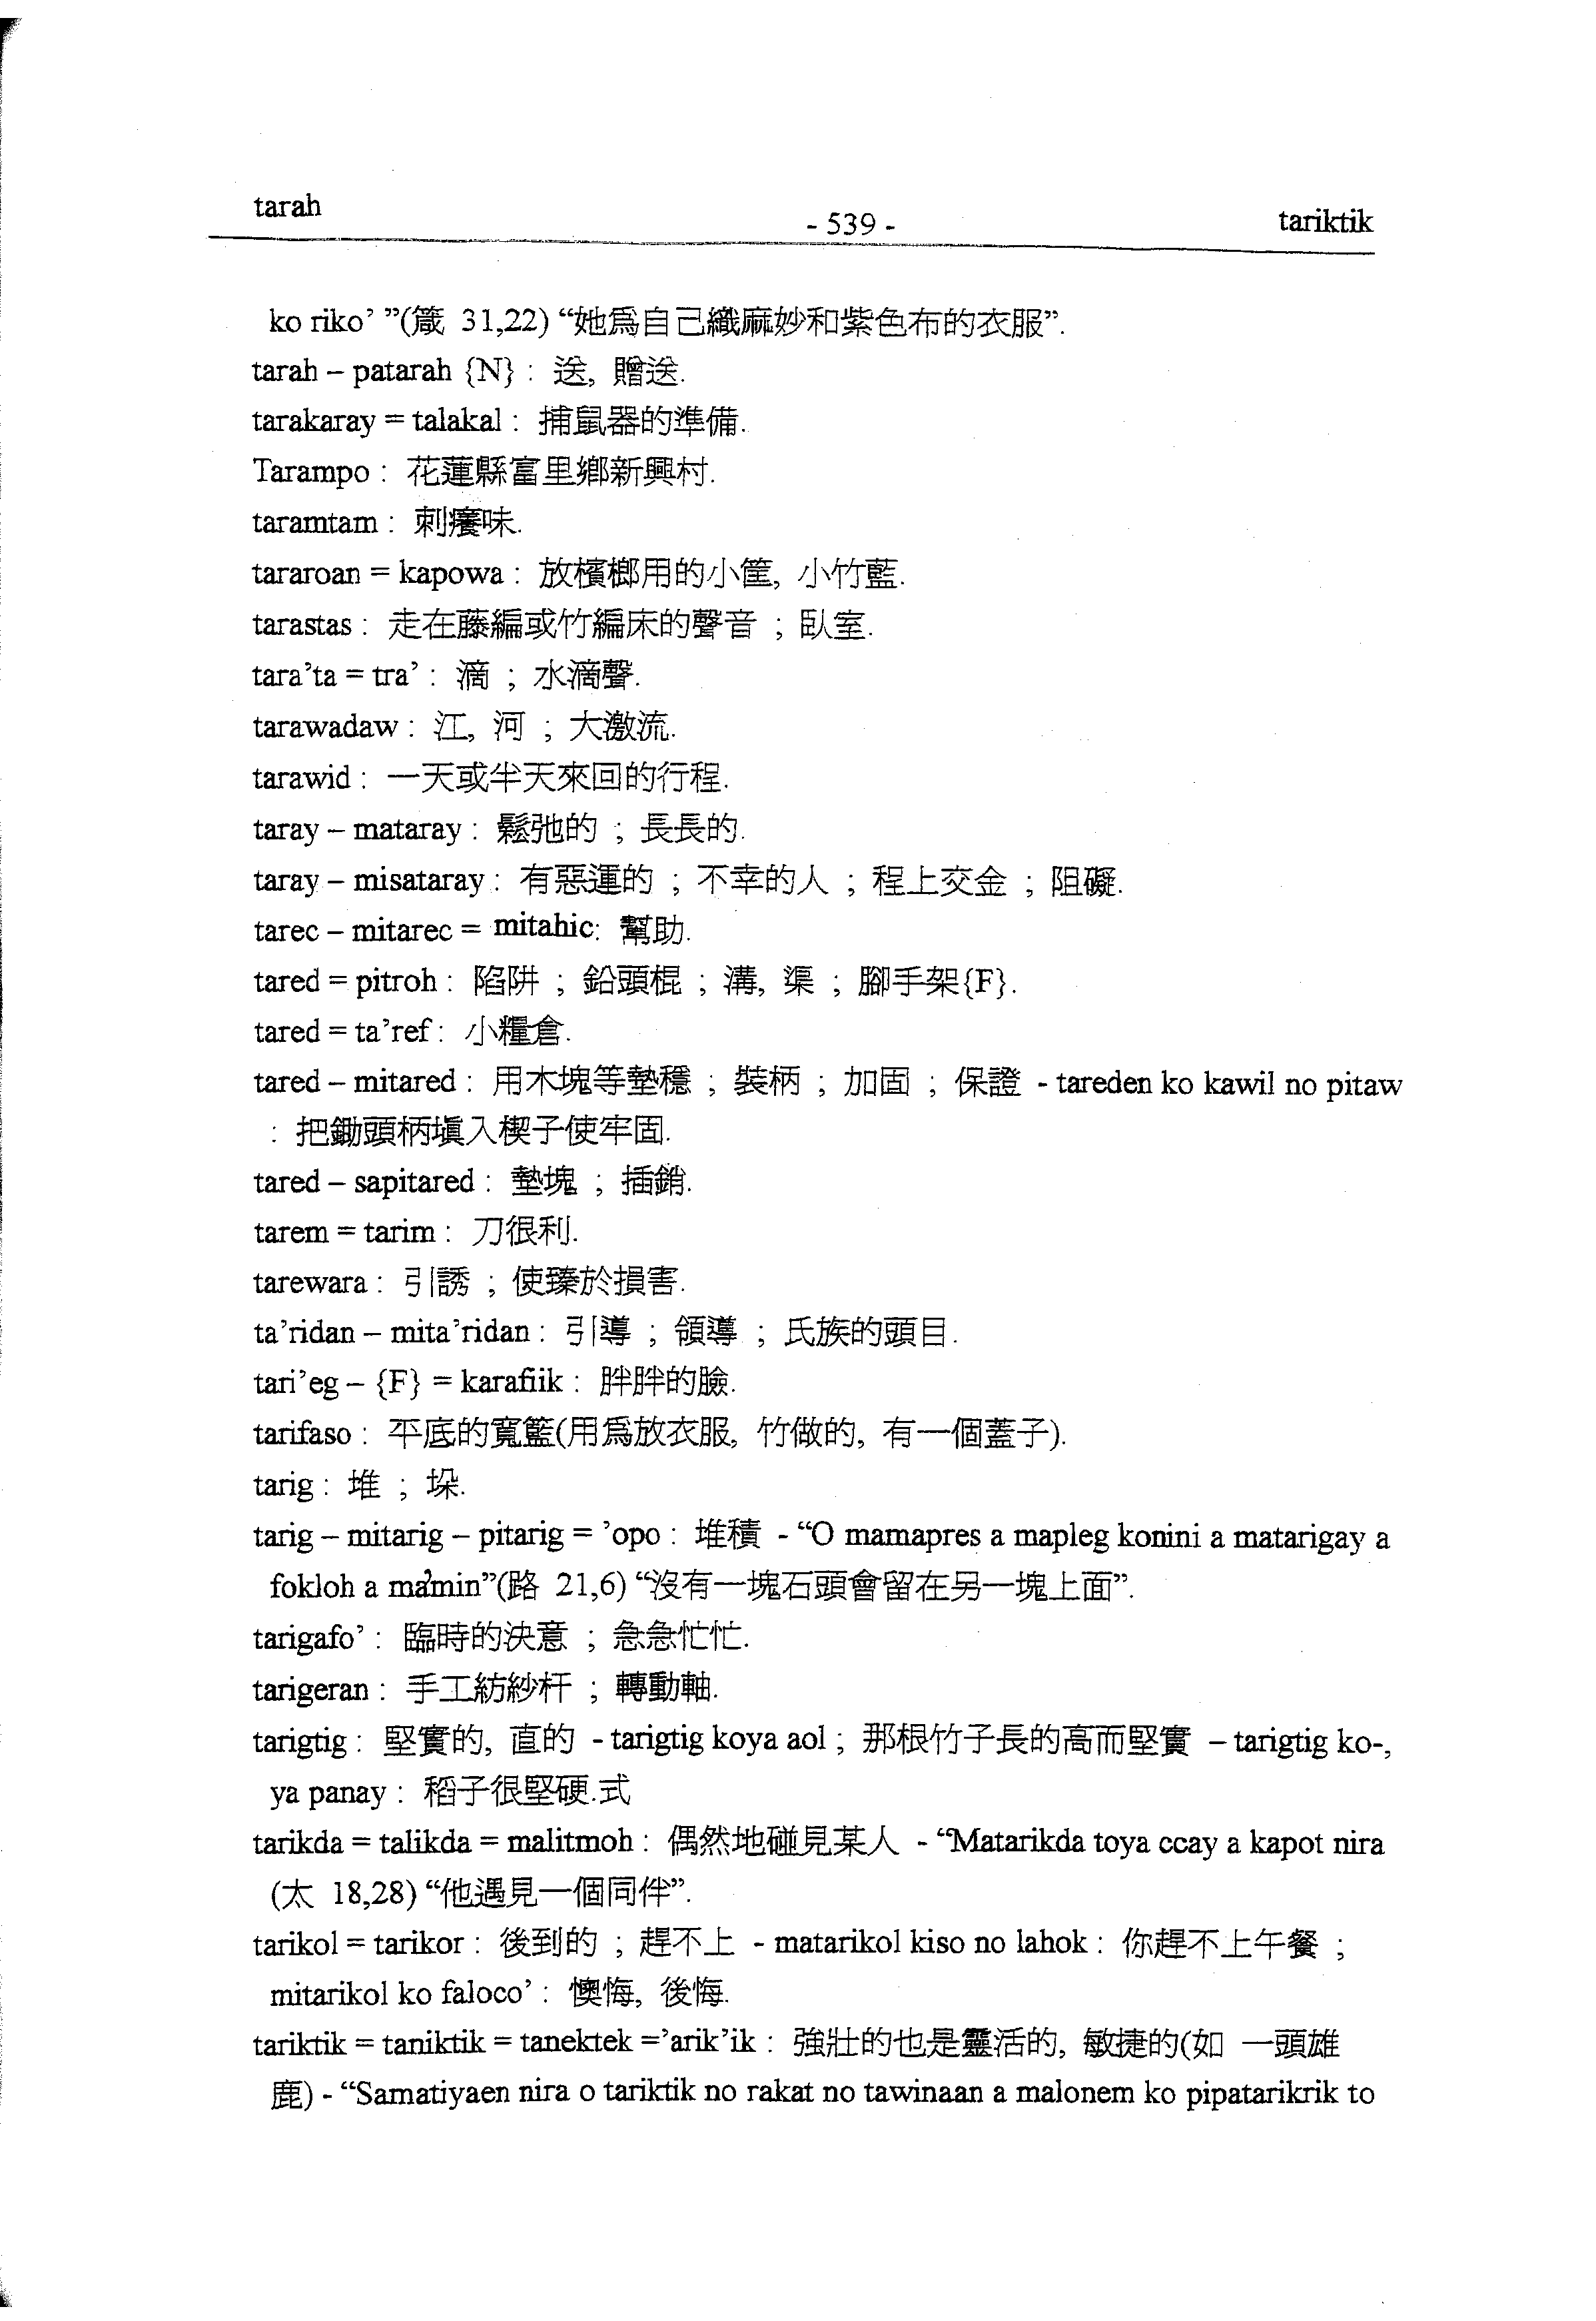 tarah
- 539 -
tariktik
ko riko’ ”(箴 31,22) “她爲自己織麻妙和紫色布的衣服”.
tarah – patarah {N} : 送, 贈送.
tarakaray = talakal : 捕鼠器的準備.
Tarampo : 花蓮縣富里鄉新興村.
taramtam : 刺癢味.
tararoan = kapowa : 放檳榔用的小筐, 小竹藍.
tarastas : 走在藤編或竹編床的聲音 ; 臥室.
tara’ta = tra’ : 滴 ; 水滴聲.
tarawadaw : 江, 河 ; 大激流.
tarawid : 一天或半天來回的行程.
taray – mataray : 鬆弛的 ; 長長的.
taray – misataray : 有惡運的 ; 不幸的人 ; 程上交金 ; 阻礙.
tarec – mitarec = mitahic: 幫助.
tared = pitroh : 陷阱 ; 鉛頭棍 ; 溝, 渠 ; 腳手架{F}.
tared = ta’ref : 小糧倉.
tared – mitared : 用木塊等墊穩 ; 裝柄 ; 加固 ; 保證 - tareden ko kawil no pitaw
: 把鋤頭柄塡入楔子使牢固.
tared – sapitared : 墊塊 ; 插銷.
tarem = tarim : 刀很利.
tarewara : 引誘 ; 使臻於損害.
ta’ridan – mita’ridan : 引導 ; 領導 ; 氏族的頭目.
tari’eg – {F} = karafiik : 胖胖的臉.
tarifaso : 平底的寬籃(用爲放衣服, 竹做的, 有一個蓋子).
tarig : 堆 ; 垛.
tarig – mitarig – pitarig = ’opo : 堆積 - “O mamapres a mapleg konini a matarigay a
fokloh a ma’min”(路 21,6) “沒有一塊石頭會留在另一塊上面”.
tarigafo’ : 臨時的決意 ; 急急忙忙.
tarigeran : 手工紡紗杆 ; 轉動軸.
tarigtig : 堅實的, 直的 - tarigtig koya aol ; 那根竹子長的高而堅實 – tarigtig ko-,
ya panay : 稻子很堅硬.式
tarikda = talikda = malitmoh : 偶然地碰見某人 - “Matarikda toya ccay a kapot nira
(太 18,28) “他遇見一個同伴”.
tarikol = tarikor : 後到的 ; 趕不上 - matarikol kiso no lahok : 你趕不上午餐 ;
mitarikol ko faloco’ : 懊悔, 後悔.
tariktik = taniktik = tanektek =’arik’ik : 強壯的也是靈活的, 敏捷的(如 一頭雄
鹿) - “Samatiyaen nira o tariktik no rakat no tawinaan a malonem ko pipatarikrik to